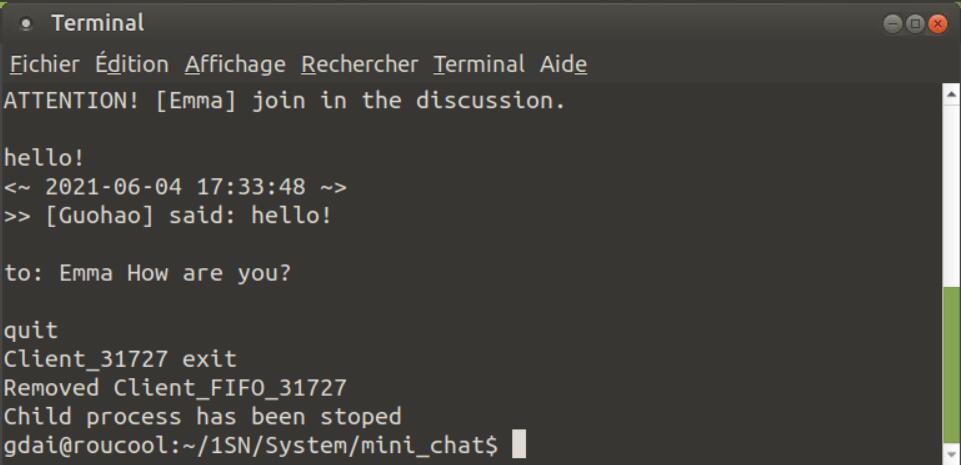 Terminal
Fichier Édition Affichage Rechercher Terminal Aide
ATTENTION! [Emma] join in the discussion.
hello!
<~ 2021-06-04 17:33:48 ~>
>> [Guohao] said: hello!
to: Emma How are you?
quit
Client_31727 exit
Removed Client_FIFO_31727
Child process has been stoped
gdai@roucool:~/1SN/System/mini_chat$